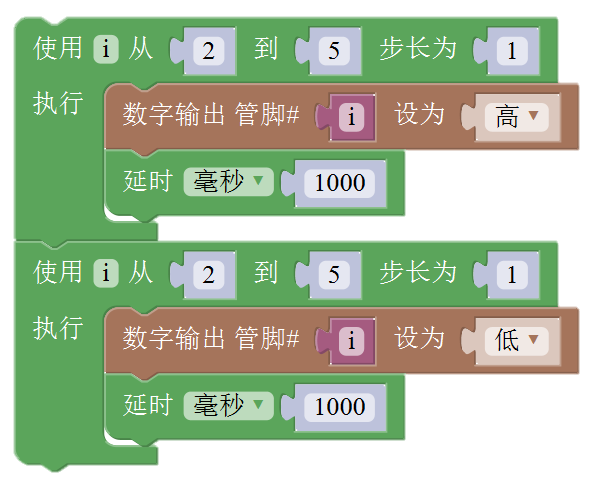 使用 i 从 2 到 5 步长为 1
执行 数字输出 管脚# i 设为 高
延时 毫秒 1000
使用 i 从 2 到 5 步长为 1
执行 数字输出 管脚# i 设为 低
延时 毫秒 1000